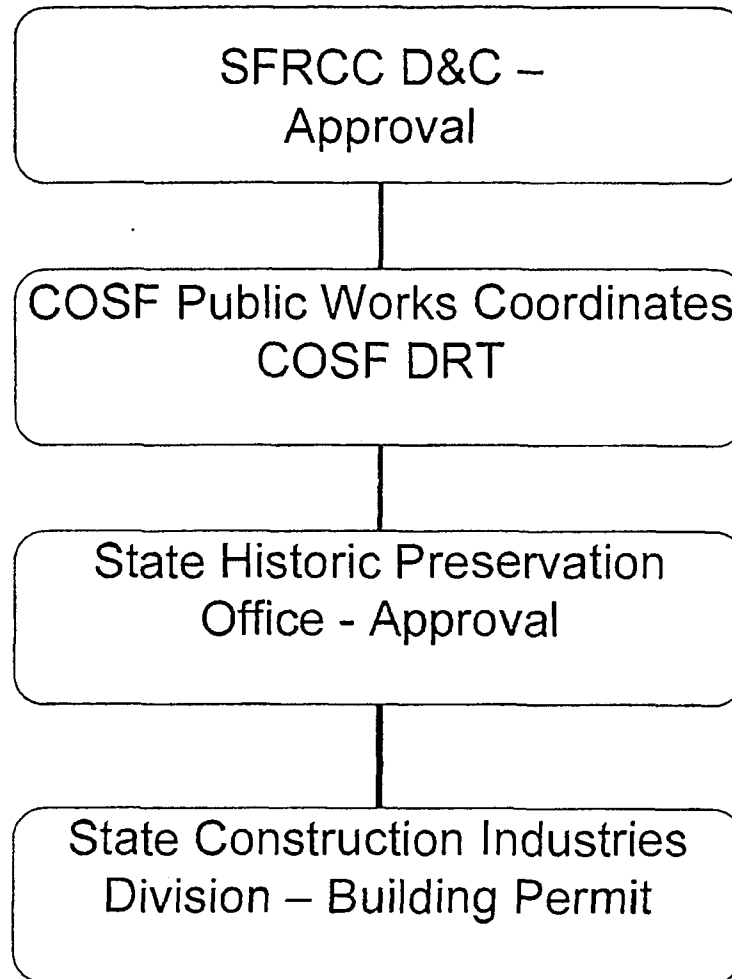 SFRCC D&C –
Approval
COSF Public Works Coordinates
COSF DRT
State Historic Preservation
Office - Approval
State Construction Industries
Division – Building Permit